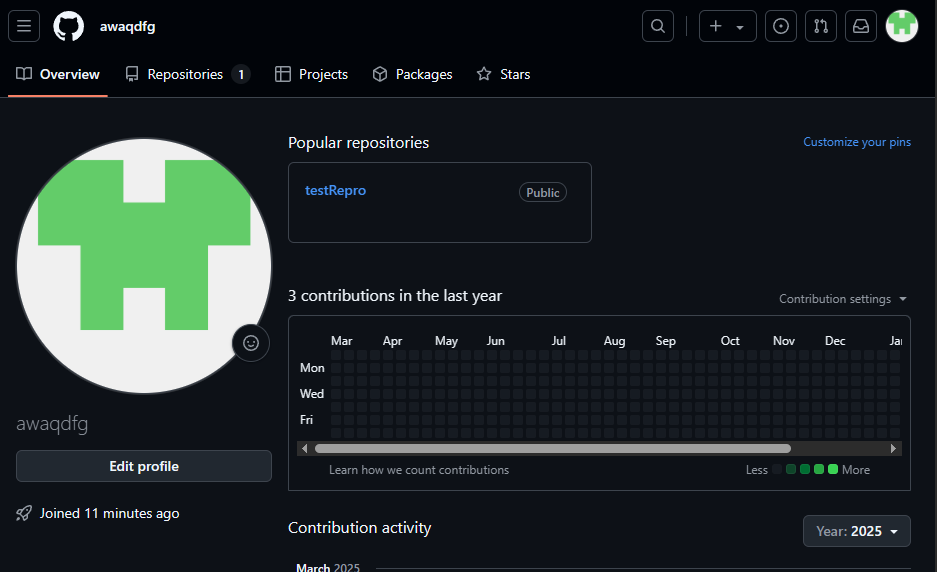 awaqdfg
Overview Repositories 1 Projects Packages Stars
Popular repositories Customize your pins
testRepro Public
3 contributions in the last year Contribution settings
Mar Apr May Jun Jul Aug Sep Oct Nov Dec
Mon
Wed
Fri
Learn how we count contributions Less More
awaqdfg
Edit profile
Joined 11 minutes ago
Contribution activity Year: 2025
March 2025